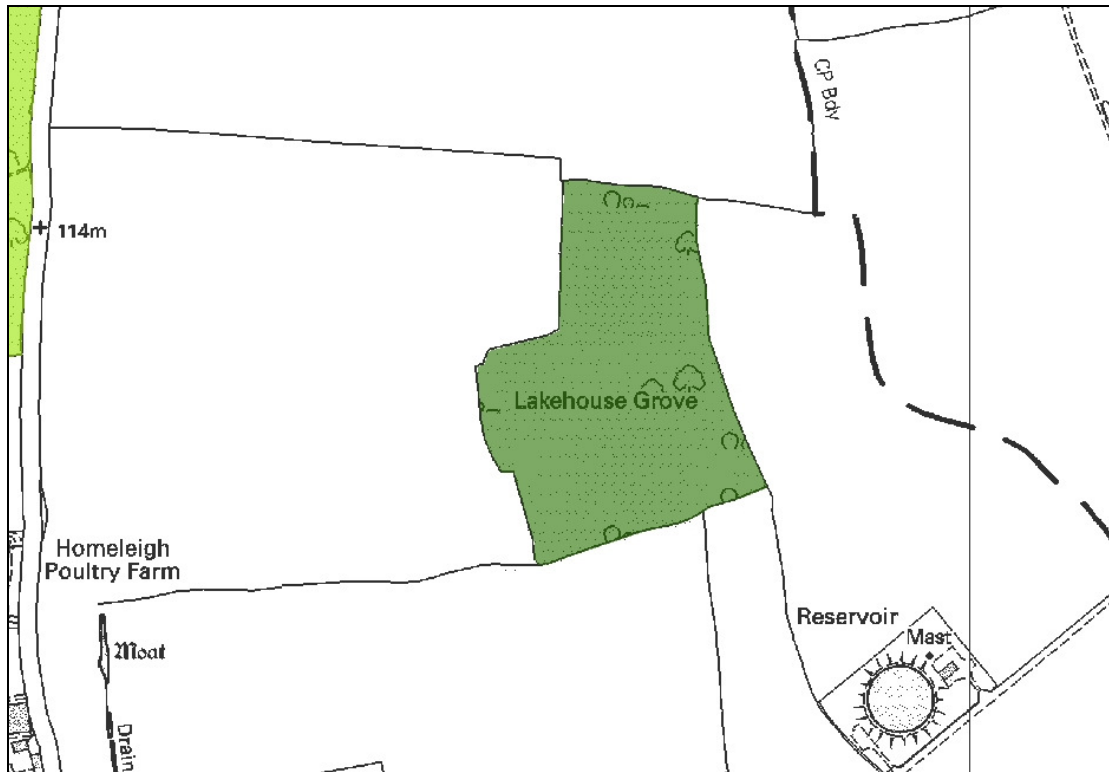 CP Bdy
114m
Lakehouse Grove
Homeleigh
Poultry Farm
Reservoir
Mast
Moat
Drain